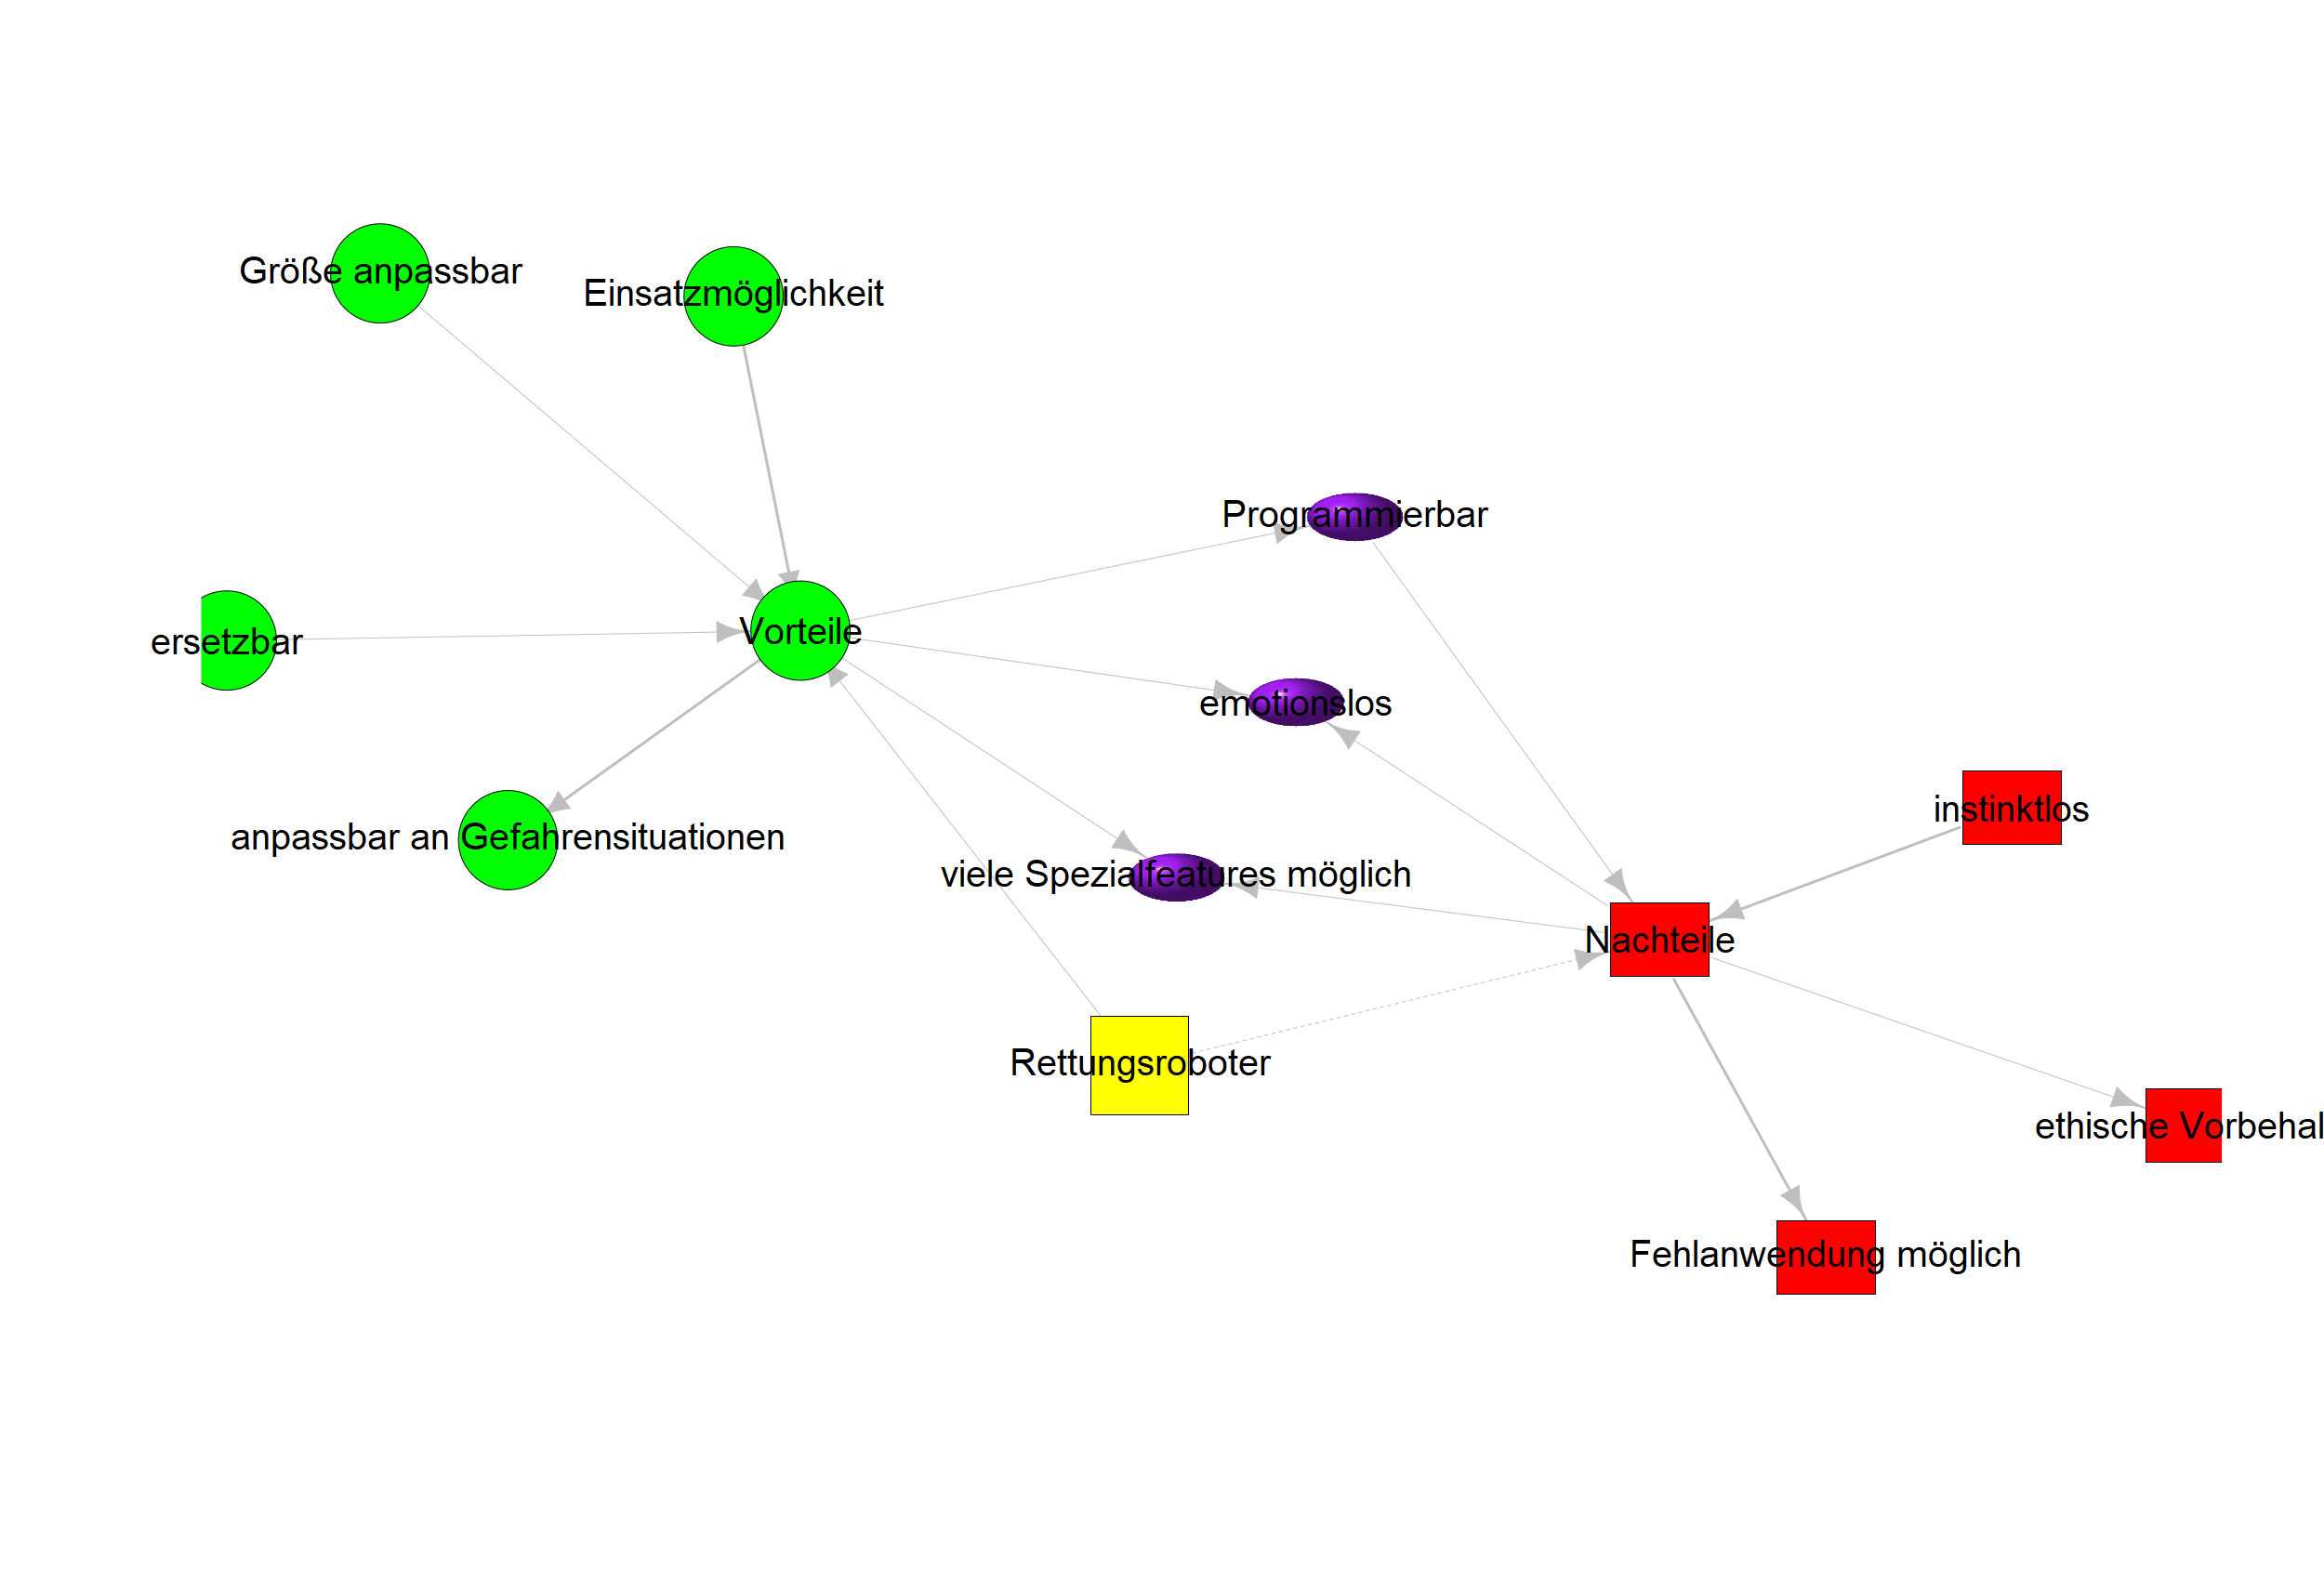 Größe anpassbar
Einsatzmöglichkeit
Programmierbar
ersetzbar
Vorteile
emotionslos
instinktlos
anpassbar an Gefahrensituationen
viele Spezialfeatures möglich
Nachteile
Rettungsroboter
ethische Vorbehal
Fehlanwendung möglich